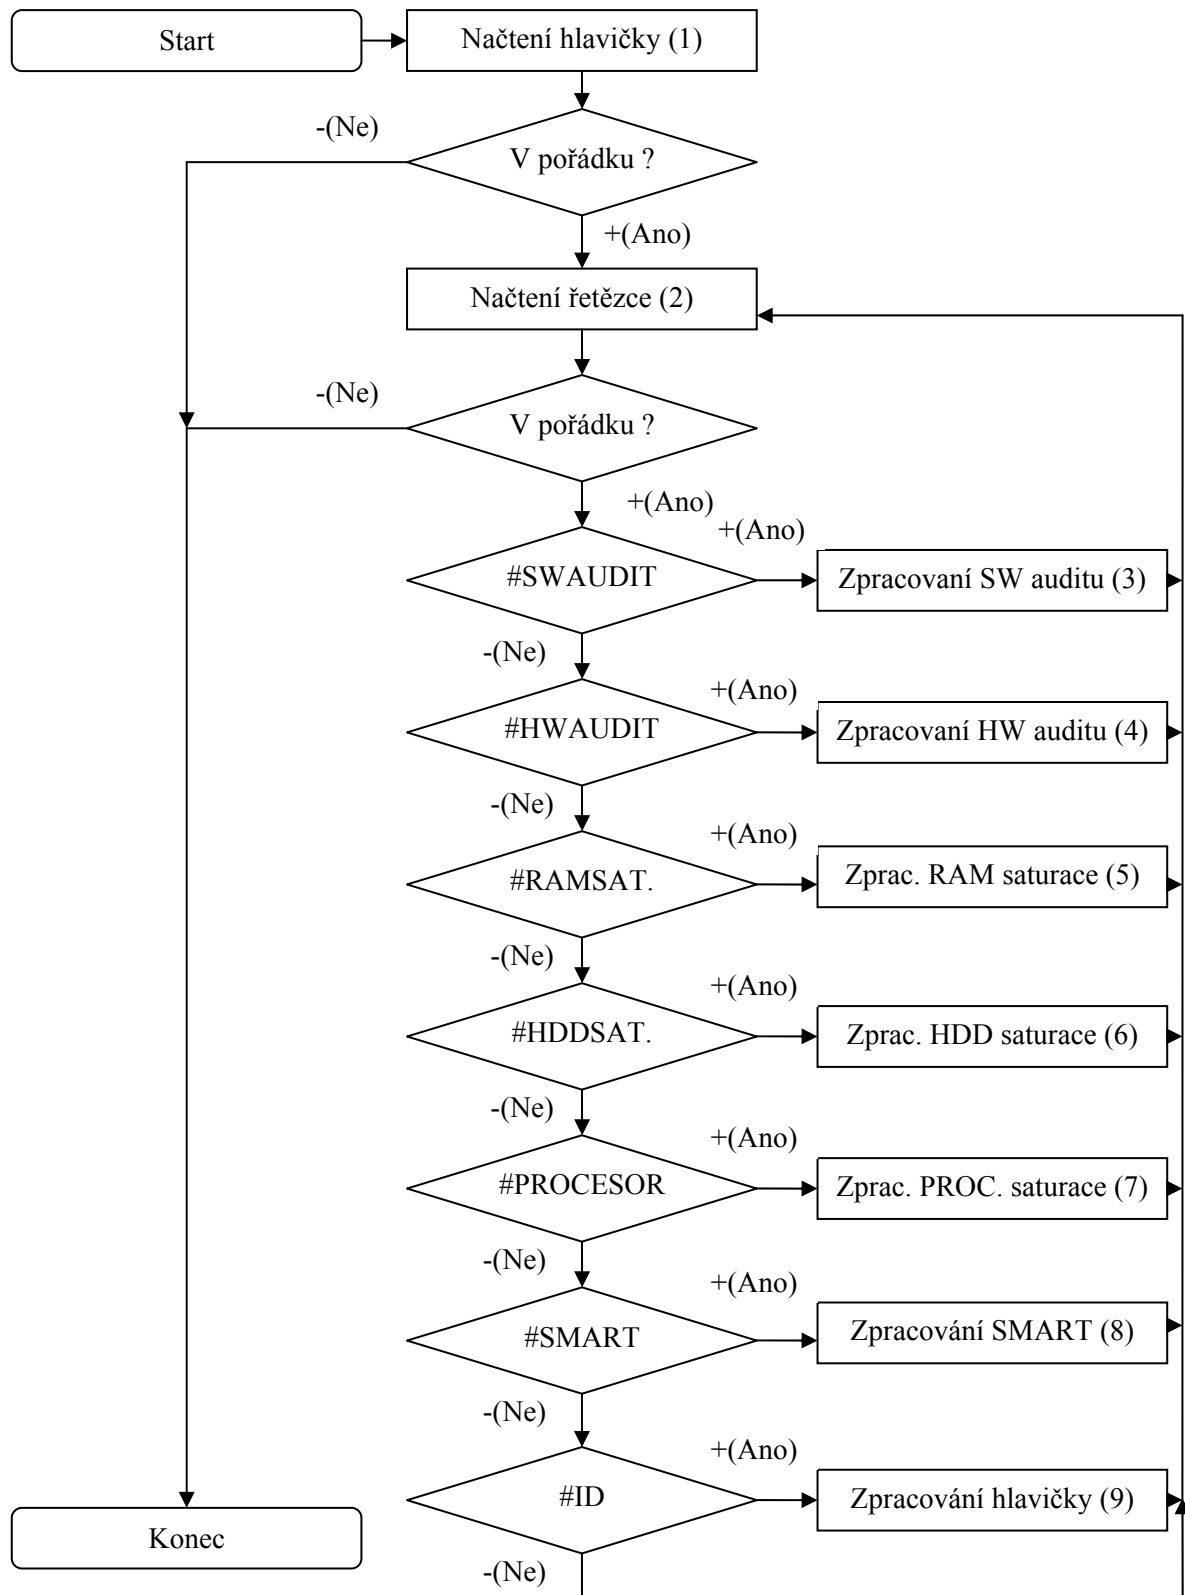 Start
Načtení hlavičky (1)
-(Ne)
V pořádku ?
+(Ano)
Načtení řetězce (2)
-(Ne)
V pořádku ?
+(Ano)
+(Ano)
#SWAUDIT
Zpracovaní SW auditu (3)
-(Ne)
+(Ano)
#HWAUDIT
Zpracovaní HW auditu (4)
-(Ne)
+(Ano)
#RAMSAT.
Zprac. RAM saturace (5)
-(Ne)
+(Ano)
#HDDSAT.
Zprac. HDD saturace (6)
-(Ne)
+(Ano)
#PROCESOR
Zprac. PROC. saturace (7)
-(Ne)
+(Ano)
#SMART
Zpracování SMART (8)
-(Ne)
+(Ano)
#ID
Zpracování hlavičky (9)
Konec
-(Ne)